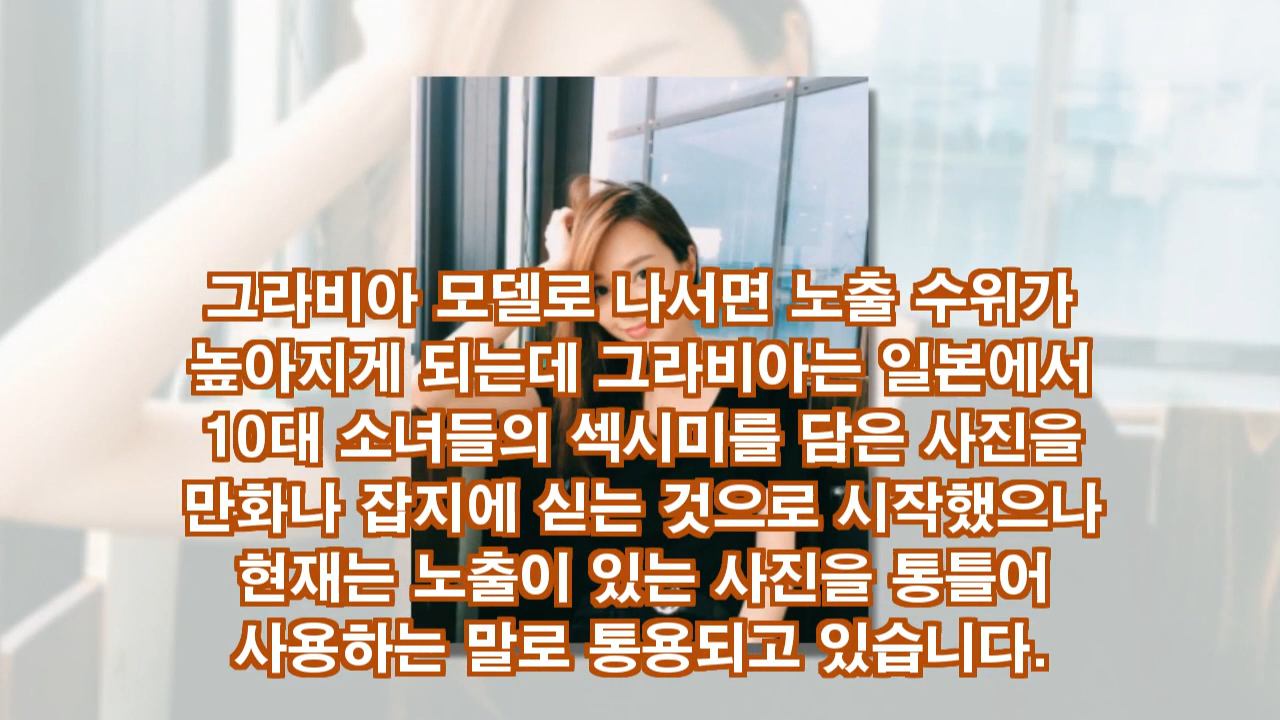 그라비아 모델로 나서면 노출 수위가
높아지게 되는데 그라비아는 일본에서
10대 소녀들의 섹시미를 담은 사진을
만화나 잡지에 싣는 것으로 시작했으나
현재는 노출이 있는 사진을 통틀어
사용하는 말로 통용되고 있습니다.